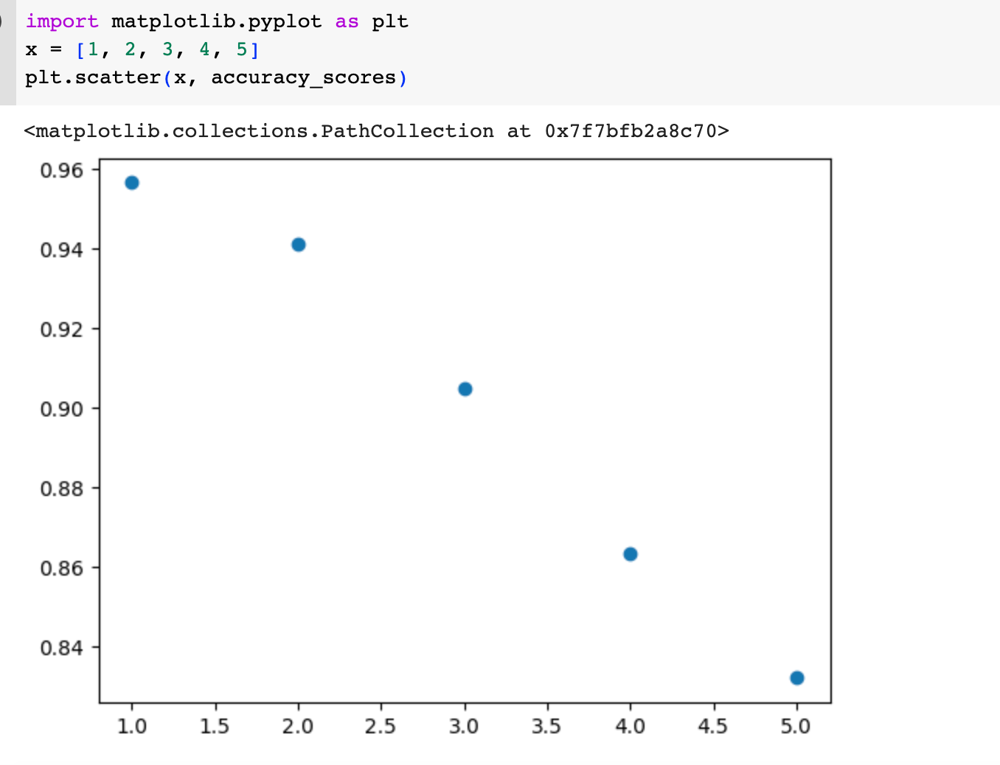 import matplotlib.pyplot as plt
x = [1, 2, 3, 4, 5]
plt.scatter(x, accuracy_scores)
<matplotlib.collections.PathCollection at 0x7f7bfb2a8c70>
0.96
0.94
0.92
0.90
0.88
0.86
0.84
1.0 1.5 2.0 2.5 3.0 3.5 4.0 4.5 5.0